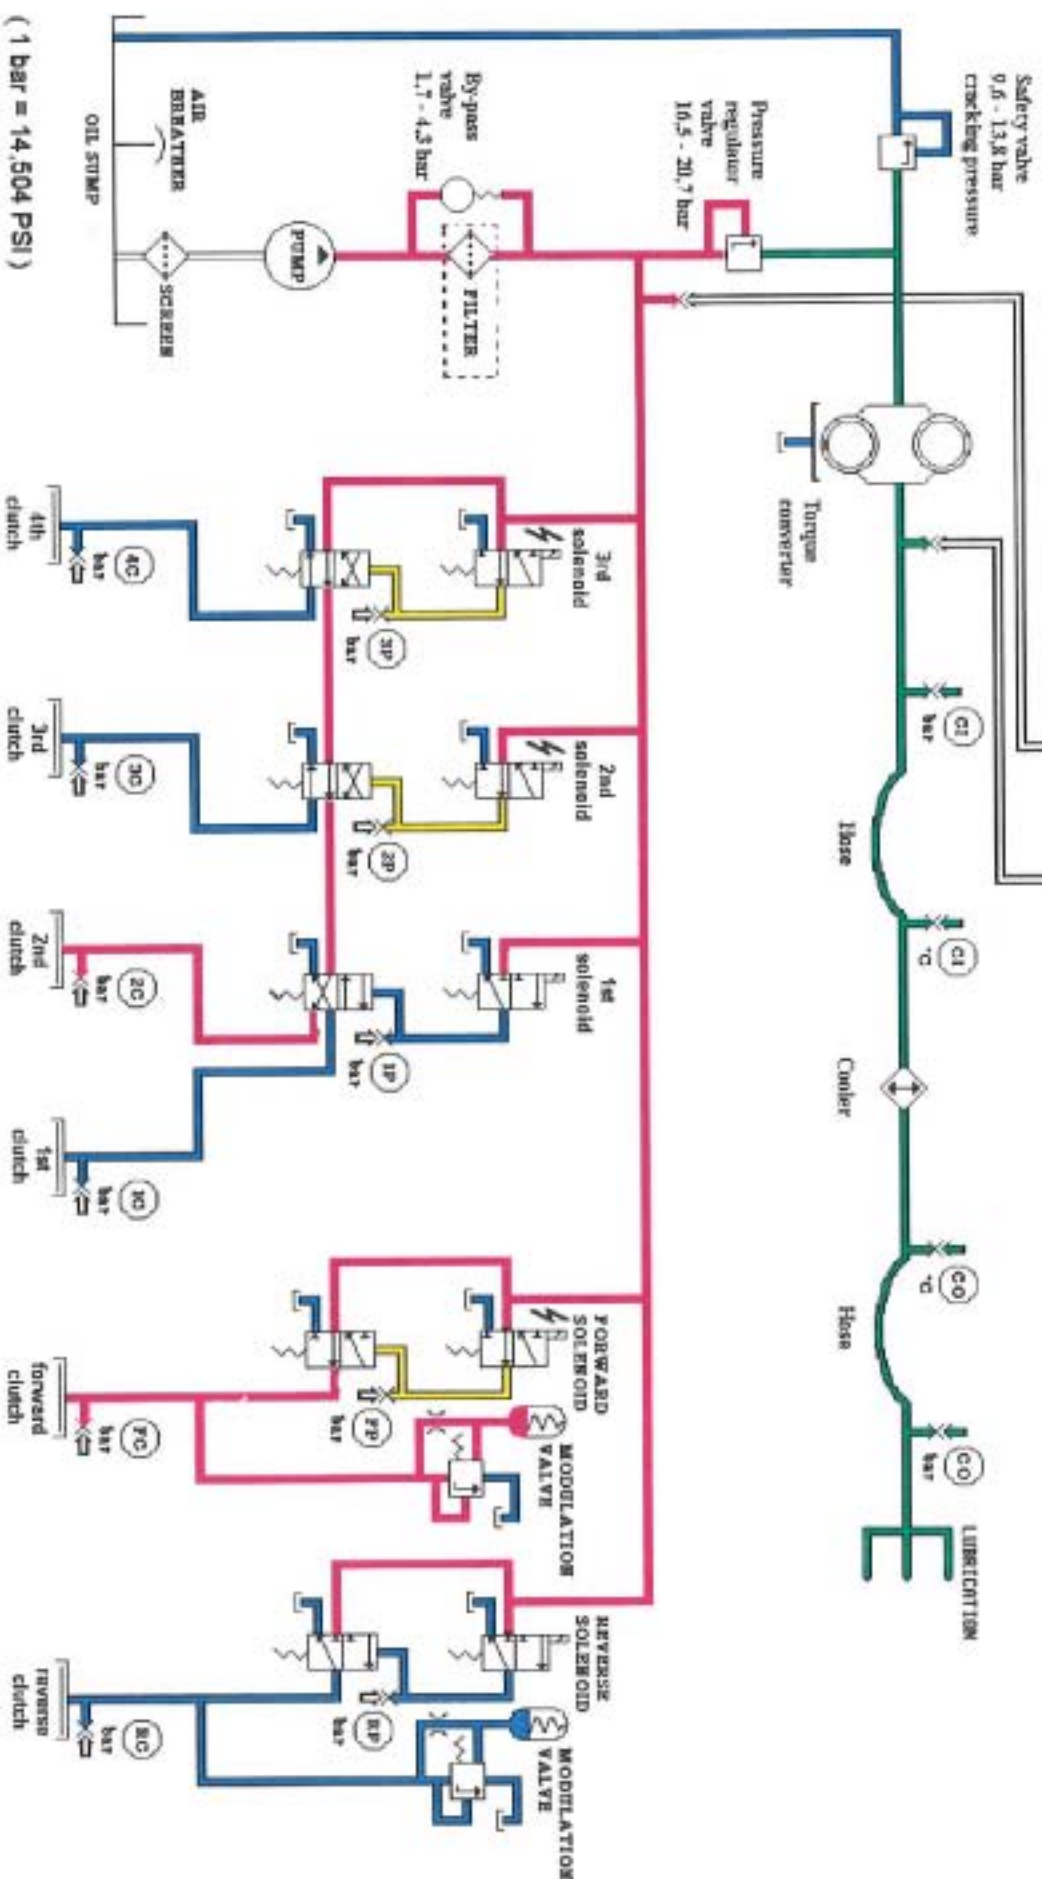 Safety valve
9,6 - 13,8 bar
cracking pressure
Pressure
regulator
valve
16,5 - 20,7 bar
By-pass
valve
1,7 - 4,3 bar
AIR
BREATHER
OIL SUMP
( 1 bar = 14,504 PSI )
SCREEN
PUMP
FILTER
Torque
converter
CI
bar
Hose
CI
°C
Cooler
CO
°C
Hose
CO
bar
LUBRICATION
3rd
solenoid
2nd
solenoid
1st
solenoid
FORWARD
SOLENOID
MODULATION
VALVE
REVERSE
SOLENOID
MODULATION
VALVE
3P
bar
2P
bar
1P
bar
FP
bar
RP
bar
4C
bar
3C
bar
2C
bar
1C
bar
FC
bar
RC
bar
4th
clutch
3rd
clutch
2nd
clutch
1st
clutch
forward
clutch
reverse
clutch